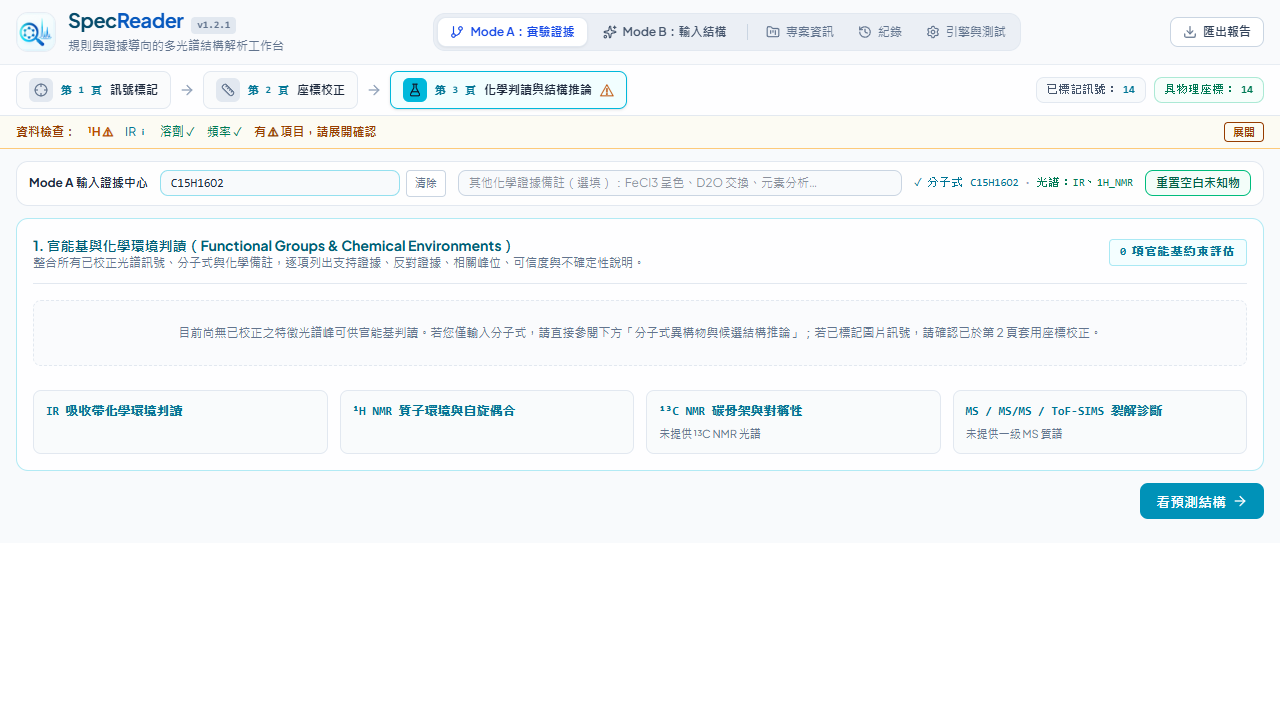 SpecReader v1.2.1
規則與證據導向的多光譜結構解析工作台
Mode A：實驗證據
Mode B：輸入結構
專案資訊
紀錄
引擎與測試
匯出報告
第 1 頁 訊號標記
第 2 頁 座標校正
第 3 頁 化學判讀與結構推論
已標記訊號： 14
具物理座標： 14
資料檢查： ¹H⚠ IR ℹ 溶劑✓ 頻率✓ 有⚠項目，請展開確認
展開
Mode A 輸入證據中心
C15H16O2
清除
其他化學證據備註（選填）：FeCl3 呈色、D2O 交換、元素分析…
✓ 分子式 C15H16O2 · 光譜：IR、1H_NMR
重置空白未知物
1. 官能基與化學環境判讀（Functional Groups & Chemical Environments）
整合所有已校正光譜訊號、分子式與化學備註，逐項列出支持證據、反對證據、相關峰位、可信度與不確定性說明。
0 項官能基約束評估
目前尚無已校正之特徵光譜峰可供官能基判讀。若您僅輸入分子式，請直接參閱下方「分子式異構物與候選結構推論」；若已標記圖片訊號，請確認已於第 2 頁套用座標校正。
IR 吸收帶化學環境判讀
¹H NMR 質子環境與自旋偶合
¹³C NMR 碳骨架與對稱性
未提供 ¹³C NMR 光譜
MS / MS/MS / ToF-SIMS 裂解診斷
未提供一級 MS 質譜
看預測結構 →